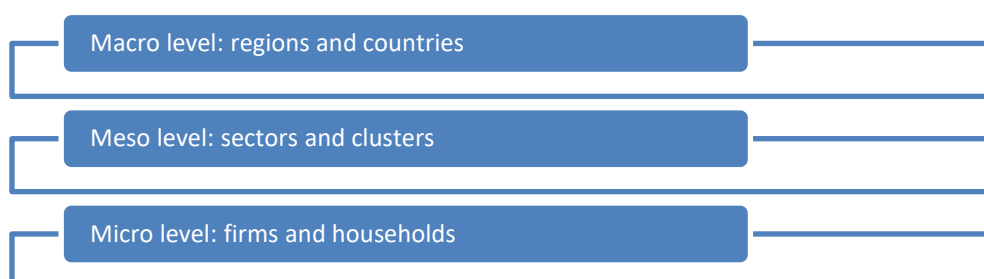 Macro level: regions and countries
Meso level: sectors and clusters
Micro level: firms and households